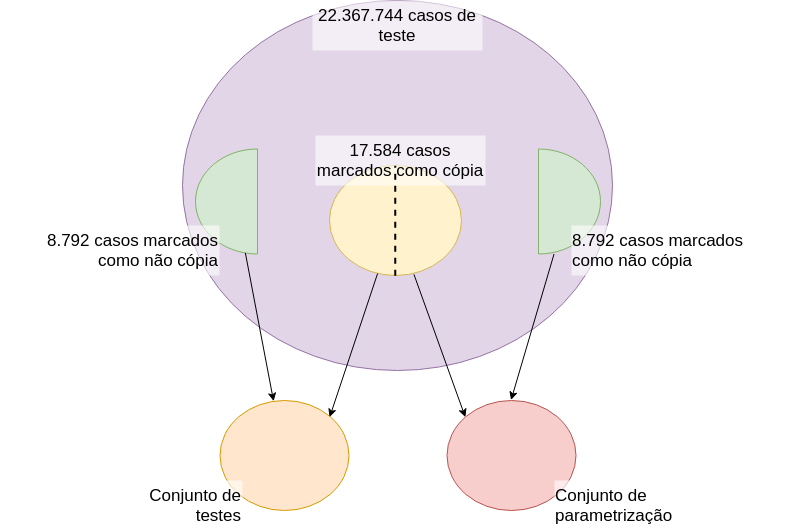 22.367.744 casos de
teste
17.584 casos
marcados como cópia
8.792 casos marcados
como não cópia
8.792 casos marcados
como não cópia
Conjunto de
testes
Conjunto de
parametrização